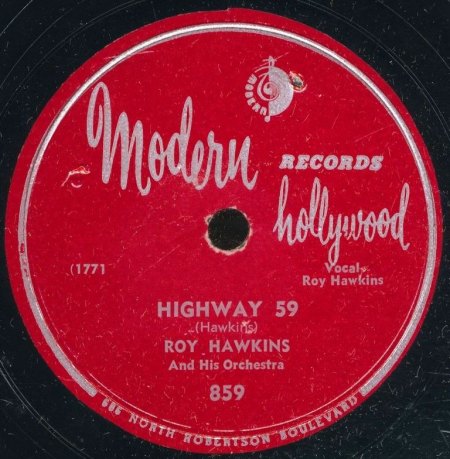 MODERN
Modern
RECORDS
hollywood
Vocal-
Roy Hawkins
(1771
HIGHWAY 59
(Hawkins)
ROY HAWKINS
And His Orchestra
859
686 NORTH ROBERTSON BOULEVARD